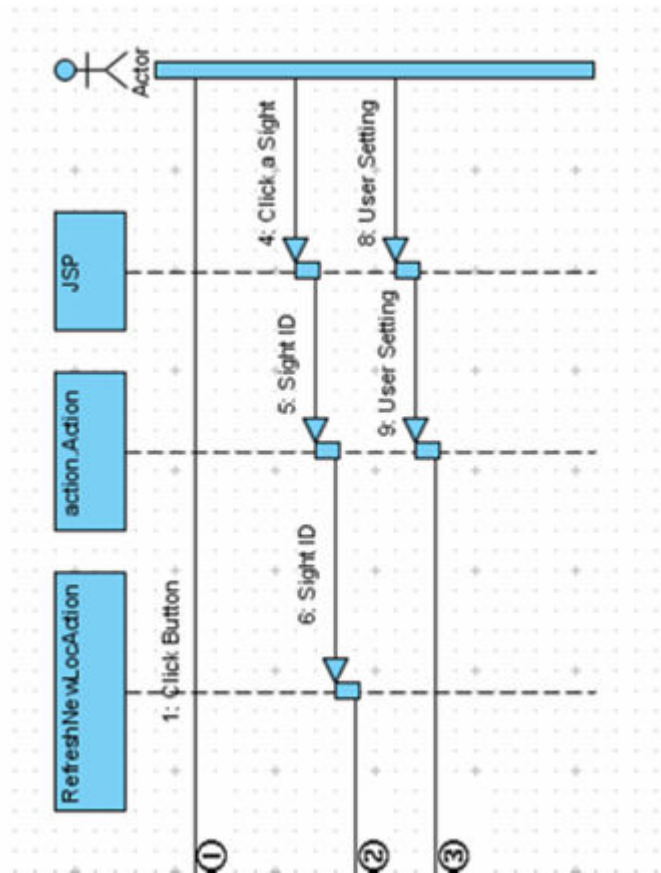 Actor
JSP
action.Action
RefreshNewLocAction
1: Click Button
4: Click a Sight
5: Sight ID
6: Sight ID
8: User Setting
9: User Setting
①
②
③